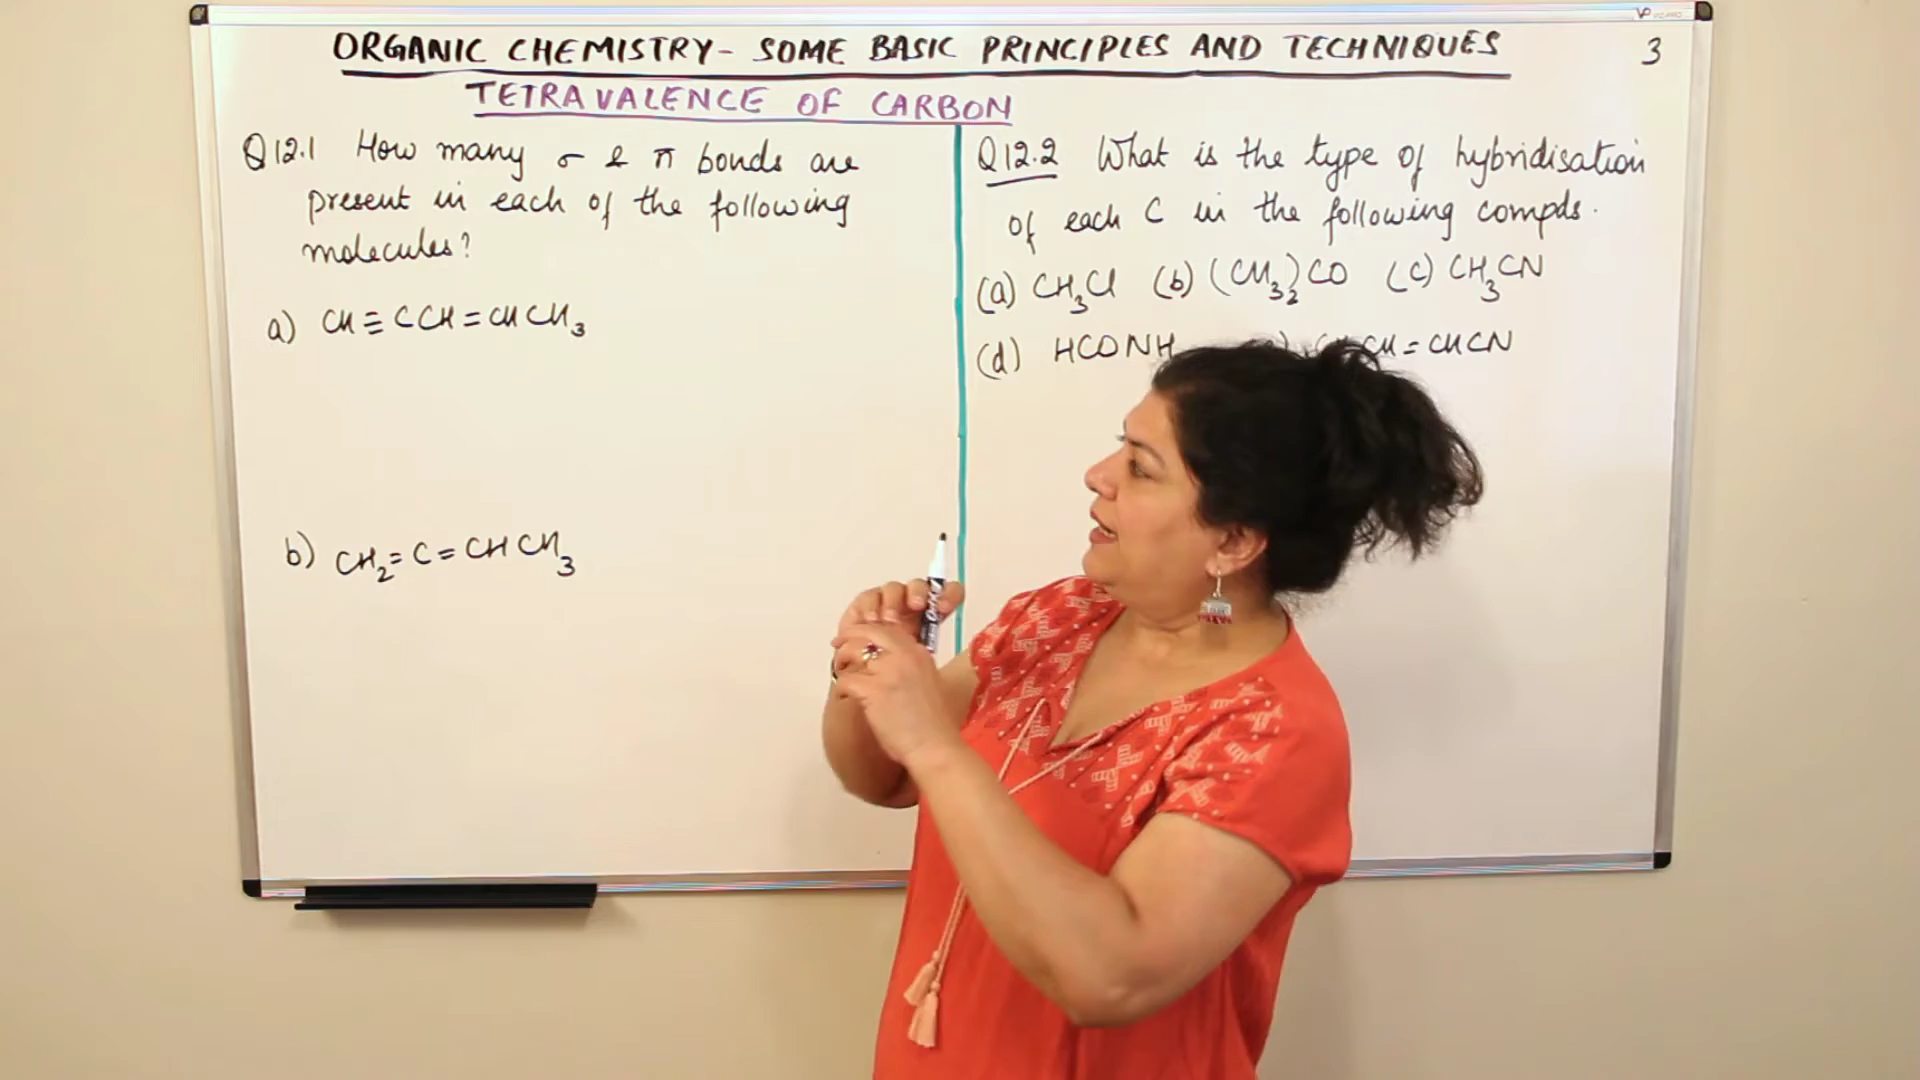 ORGANIC CHEMISTRY - SOME BASIC PRINCIPLES AND TECHNIQUES 3
TETRAVALENCE OF CARBON
Q12.1 How many σ & π bonds are
present in each of the following
molecules?
a) CH≡CCH=CHCH₃
b) CH₂=C=CHCH₃
Q12.2 What is the type of hybridisation
of each C in the following compds.
(a) CH₃Cl (b) (CH₃)₂CO (c) CH₃CN
(d) HCONH CH=CHCN
EXPO